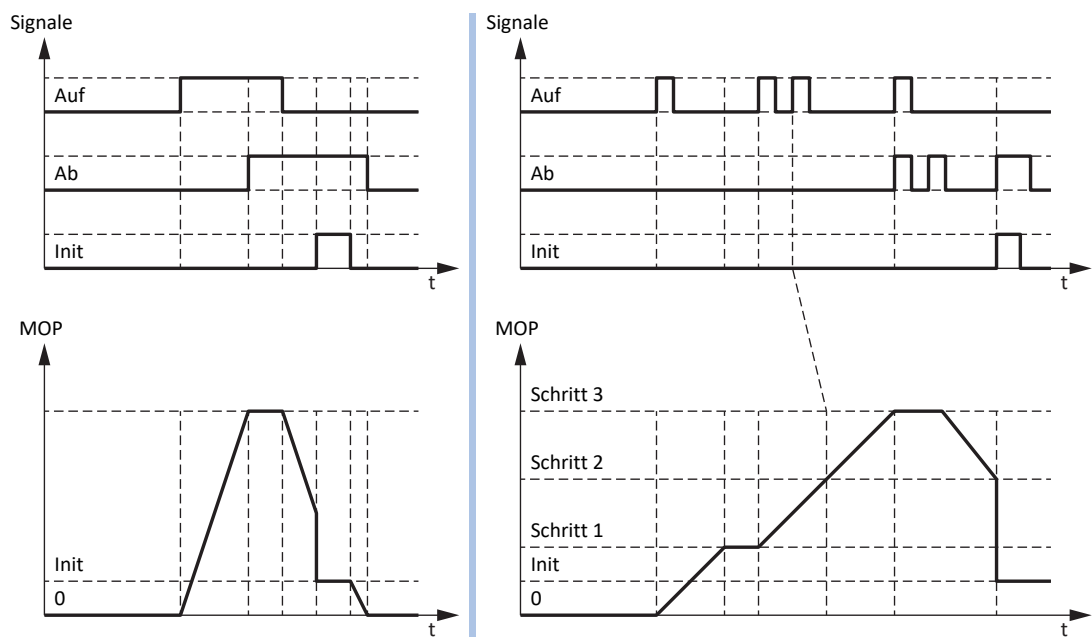 Signale
Auf
Ab
Init
t
MOP
Init
0
t
Signale
Auf
Ab
Init
t
MOP
Schritt 3
Schritt 2
Schritt 1
Init
0
t